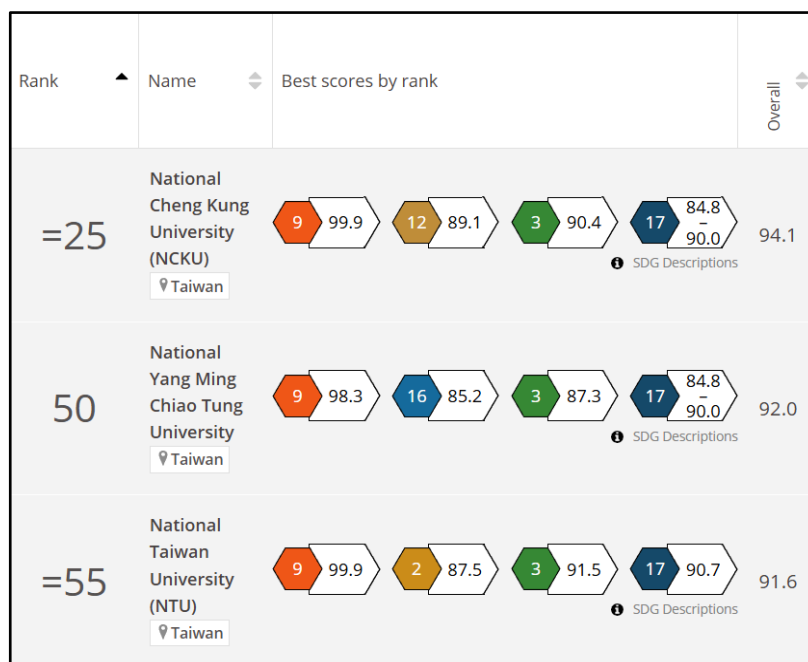 Rank Name Best scores by rank Overall
National
Cheng Kung
University
(NCKU)
Taiwan
=25
9 99.9 12 89.1 3 90.4 17 84.8
–
90.0
SDG Descriptions
94.1
National
Yang Ming
Chiao Tung
University
Taiwan
50
9 98.3 16 85.2 3 87.3 17 84.8
–
90.0
SDG Descriptions
92.0
National
Taiwan
University
(NTU)
Taiwan
=55
9 99.9 2 87.5 3 91.5 17 90.7
SDG Descriptions
91.6